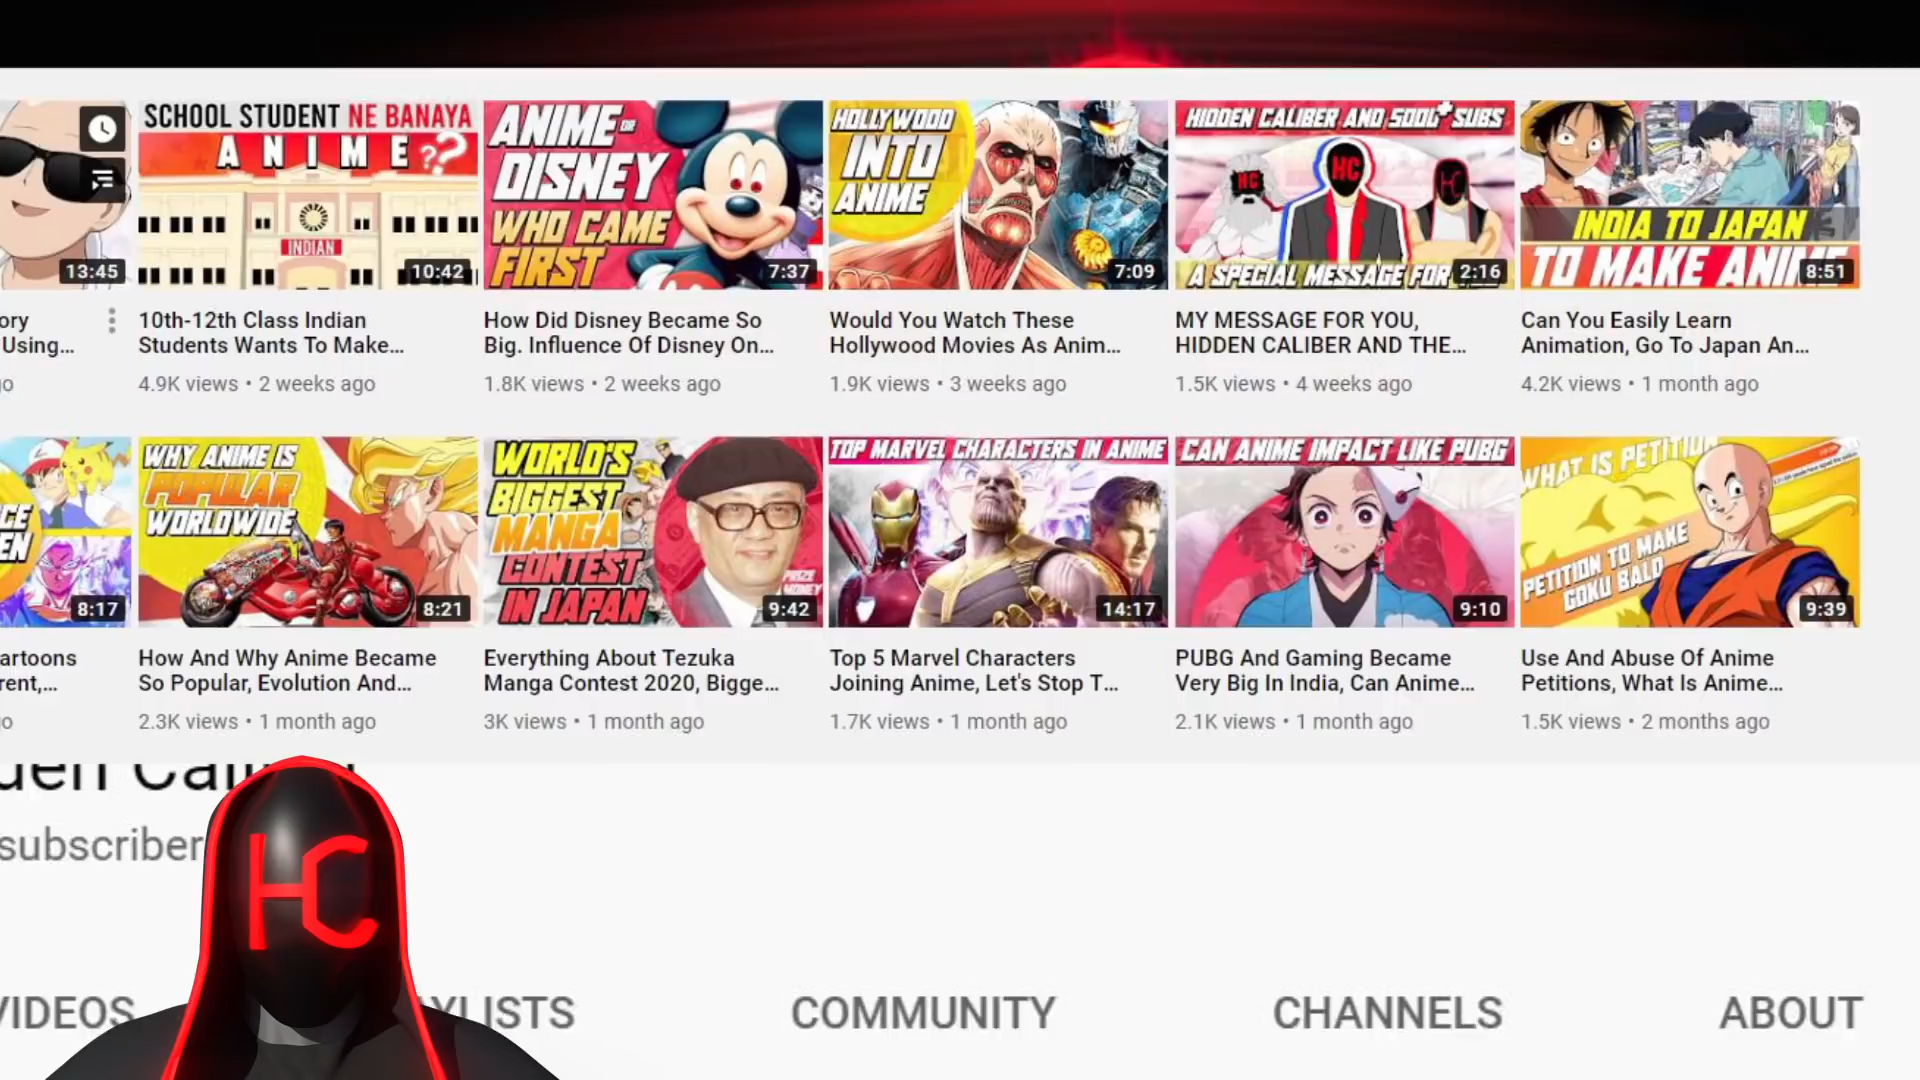 SCHOOL STUDENT NE BANAYA
ANIME??
INDIAN
13:45
10:42
ANIME OR
DISNEY
WHO CAME
FIRST
7:37
HOLLYWOOD
INTO
ANIME
7:09
HIDDEN CALIBER AND 500+ SUBS
HC
HC
HC
A SPECIAL MESSAGE FOR
2:16
INDIA TO JAPAN
TO MAKE ANIME
8:51
ory
Using...
10th-12th Class Indian
Students Wants To Make...
4.9K views • 2 weeks ago
How Did Disney Became So
Big. Influence Of Disney On...
1.8K views • 2 weeks ago
Would You Watch These
Hollywood Movies As Anim...
1.9K views • 3 weeks ago
MY MESSAGE FOR YOU,
HIDDEN CALIBER AND THE...
1.5K views • 4 weeks ago
Can You Easily Learn
Animation, Go To Japan An...
4.2K views • 1 month ago
8:17
WHY ANIME IS
POPULAR
WORLDWIDE
8:21
WORLD'S
BIGGEST
MANGA
CONTEST
IN JAPAN
PRIZE
MONEY
9:42
TOP MARVEL CHARACTERS IN ANIME
14:17
CAN ANIME IMPACT LIKE PUBG
9:10
WHAT IS PETITION
PETITION TO MAKE
GOKU BALD
9:39
artoons
rent,...
How And Why Anime Became
So Popular, Evolution And...
2.3K views • 1 month ago
Everything About Tezuka
Manga Contest 2020, Bigge...
3K views • 1 month ago
Top 5 Marvel Characters
Joining Anime, Let's Stop T...
1.7K views • 1 month ago
PUBG And Gaming Became
Very Big In India, Can Anime...
2.1K views • 1 month ago
Use And Abuse Of Anime
Petitions, What Is Anime...
1.5K views • 2 months ago
subscriber
HC
VIDEOS
YLISTS
COMMUNITY
CHANNELS
ABOUT